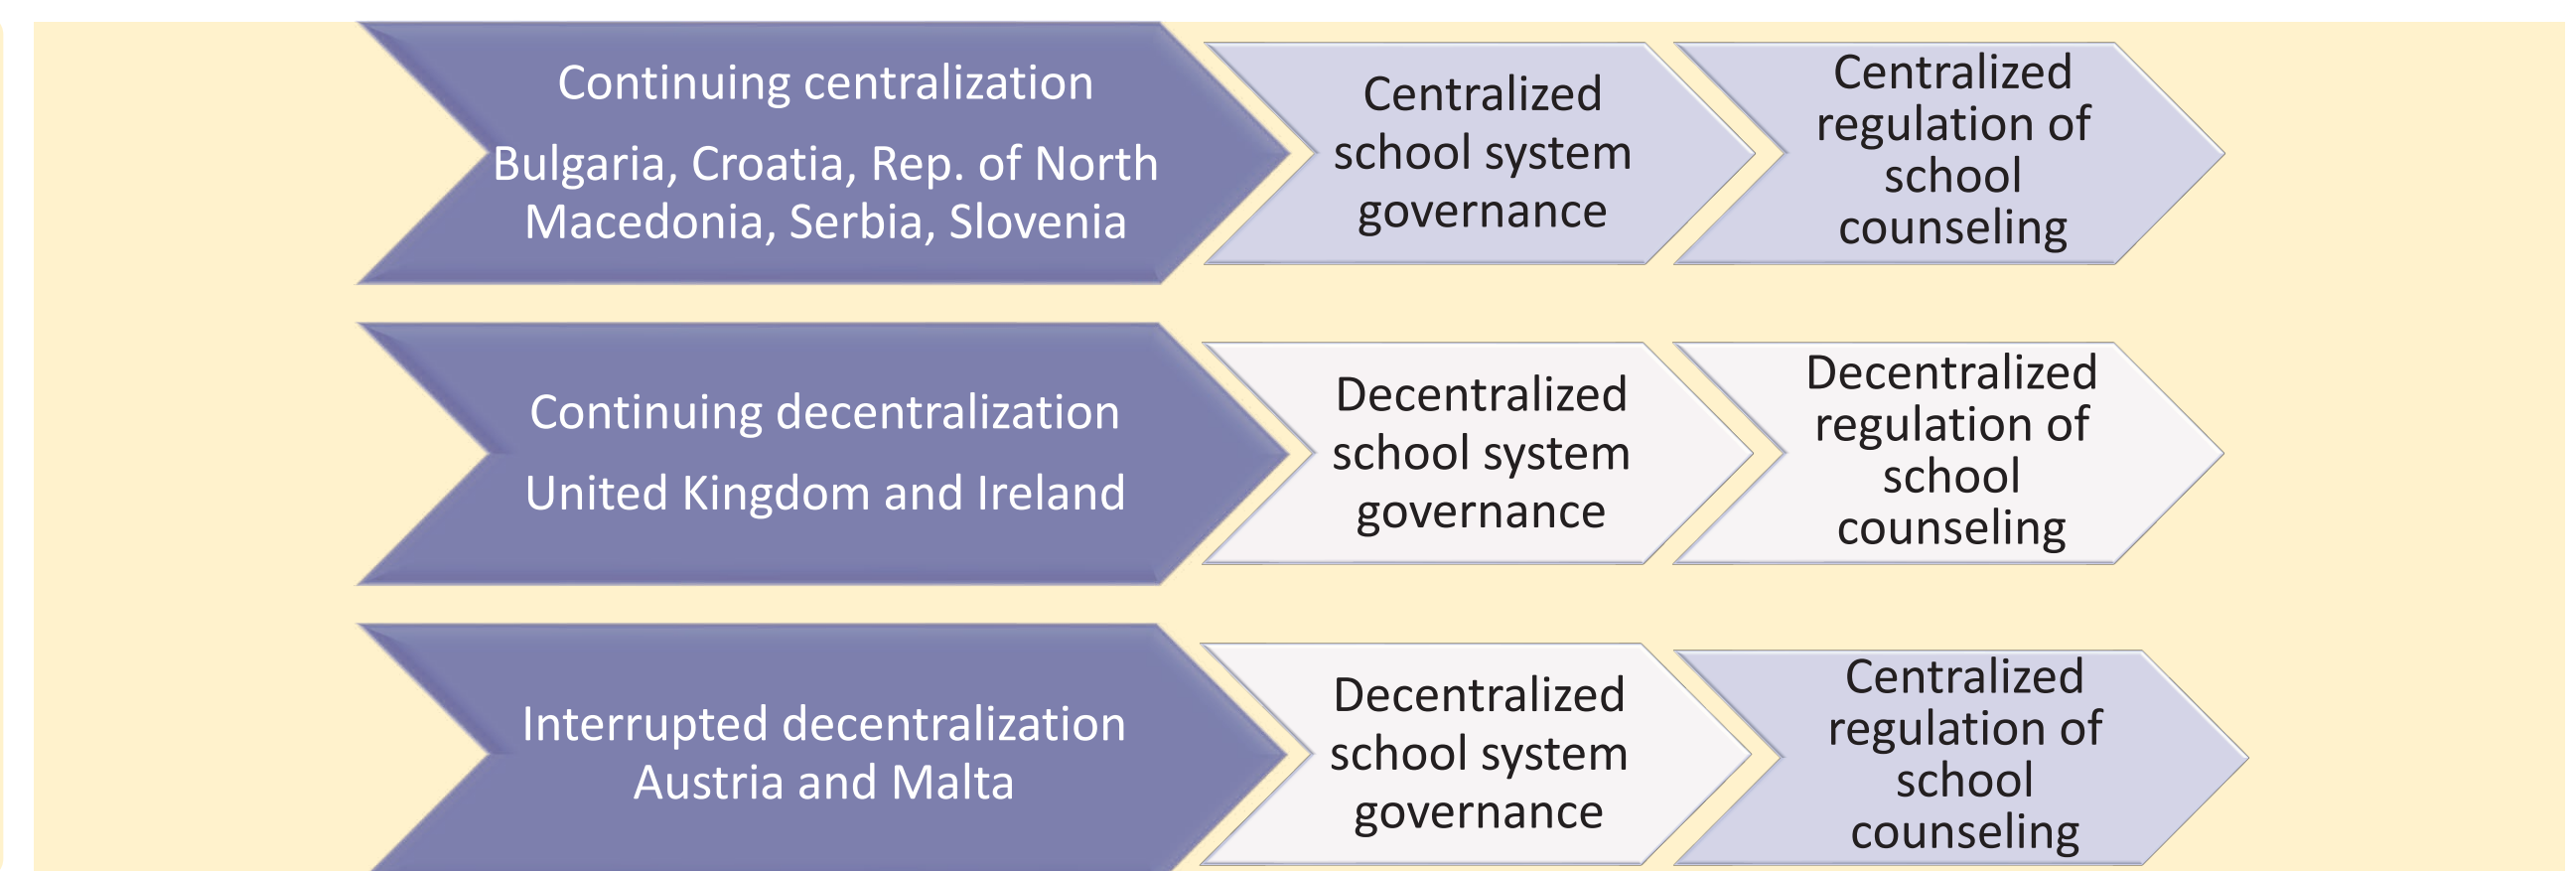 Continuing centralization
Bulgaria, Croatia, Rep. of North
Macedonia, Serbia, Slovenia
Centralized
school system
governance
Centralized
regulation of
school
counseling
Continuing decentralization
United Kingdom and Ireland
Decentralized
school system
governance
Decentralized
regulation of
school
counseling
Interrupted decentralization
Austria and Malta
Decentralized
school system
governance
Centralized
regulation of
school
counseling